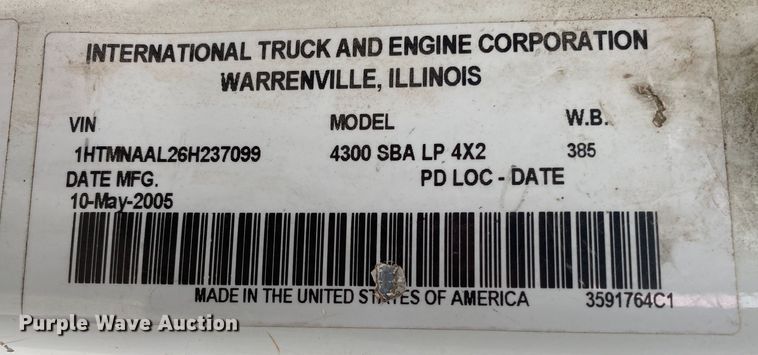 INTERNATIONAL TRUCK AND ENGINE CORPORATION
WARRENVILLE, ILLINOIS
VIN MODEL W.B.
1HTMNAAL26H237099 4300 SBA LP 4X2 385
DATE MFG. PD LOC - DATE
10-May-2005
MADE IN THE UNITED STATES OF AMERICA 3591764C1
Purple Wave Auction